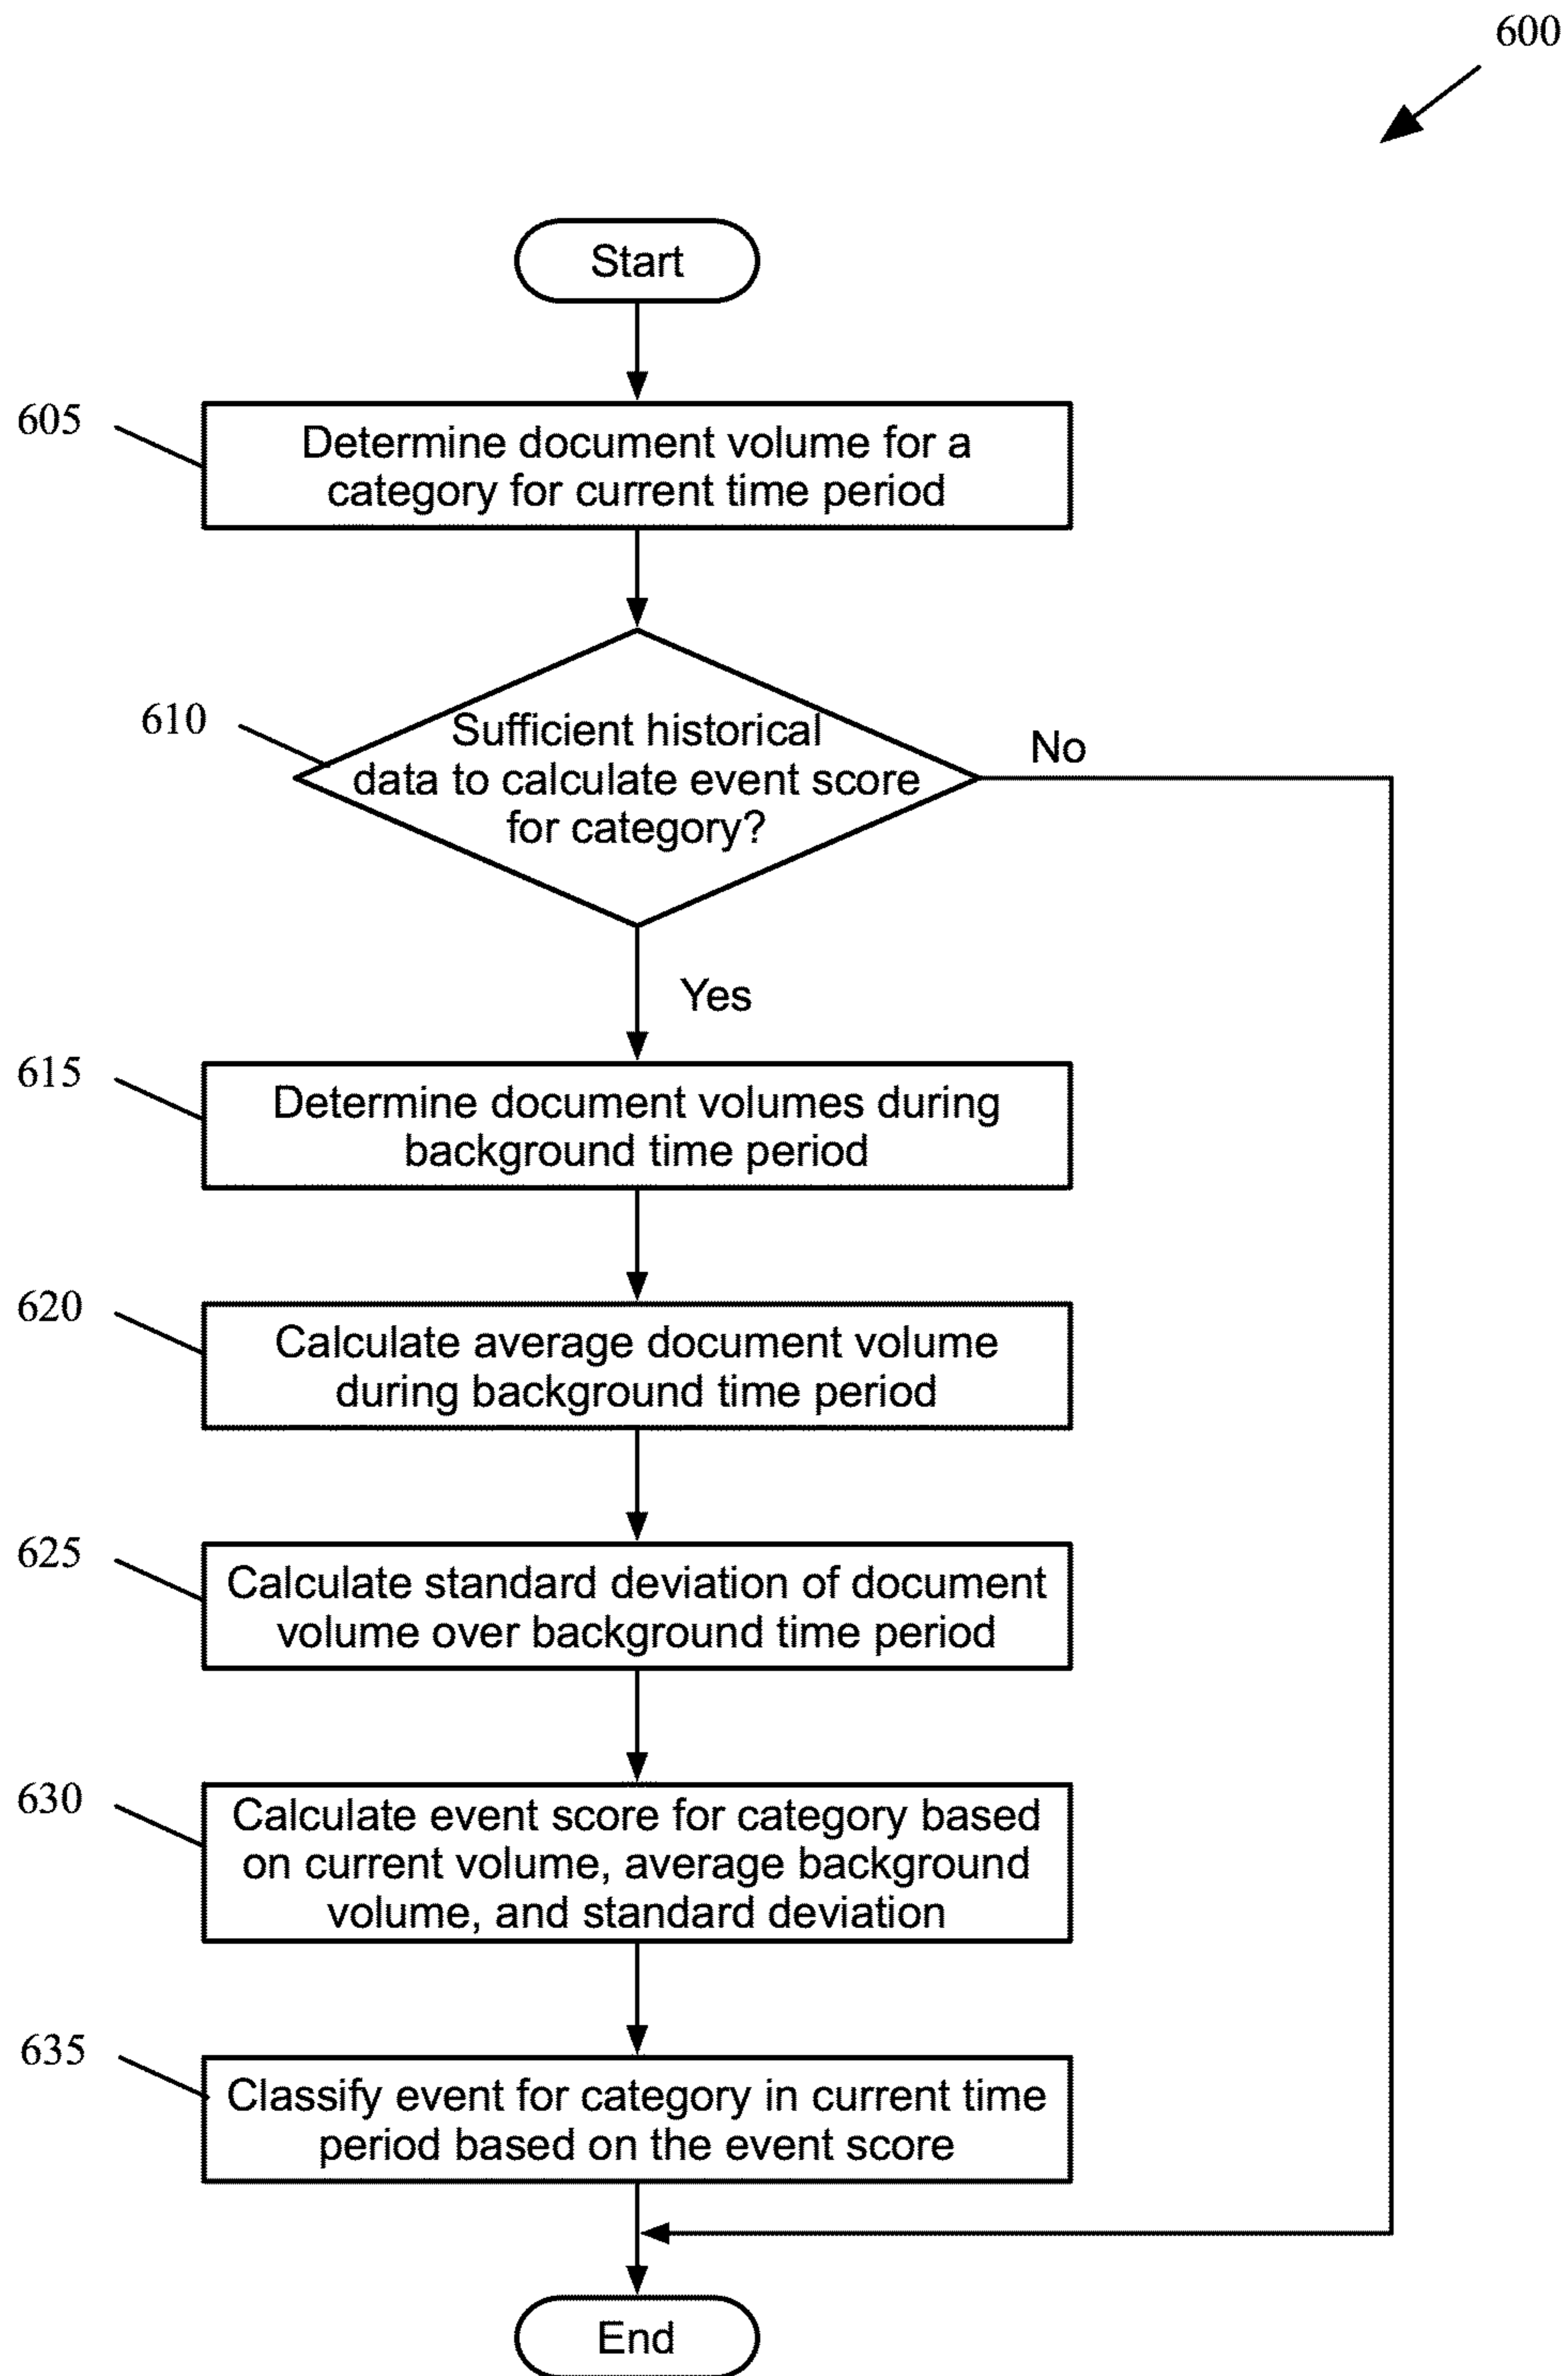 600
Start
605
Determine document volume for a
category for current time period
610
Sufficient historical
data to calculate event score
for category?
No
Yes
615
Determine document volumes during
background time period
620
Calculate average document volume
during background time period
625
Calculate standard deviation of document
volume over background time period
630
Calculate event score for category based
on current volume, average background
volume, and standard deviation
635
Classify event for category in current time
period based on the event score
End